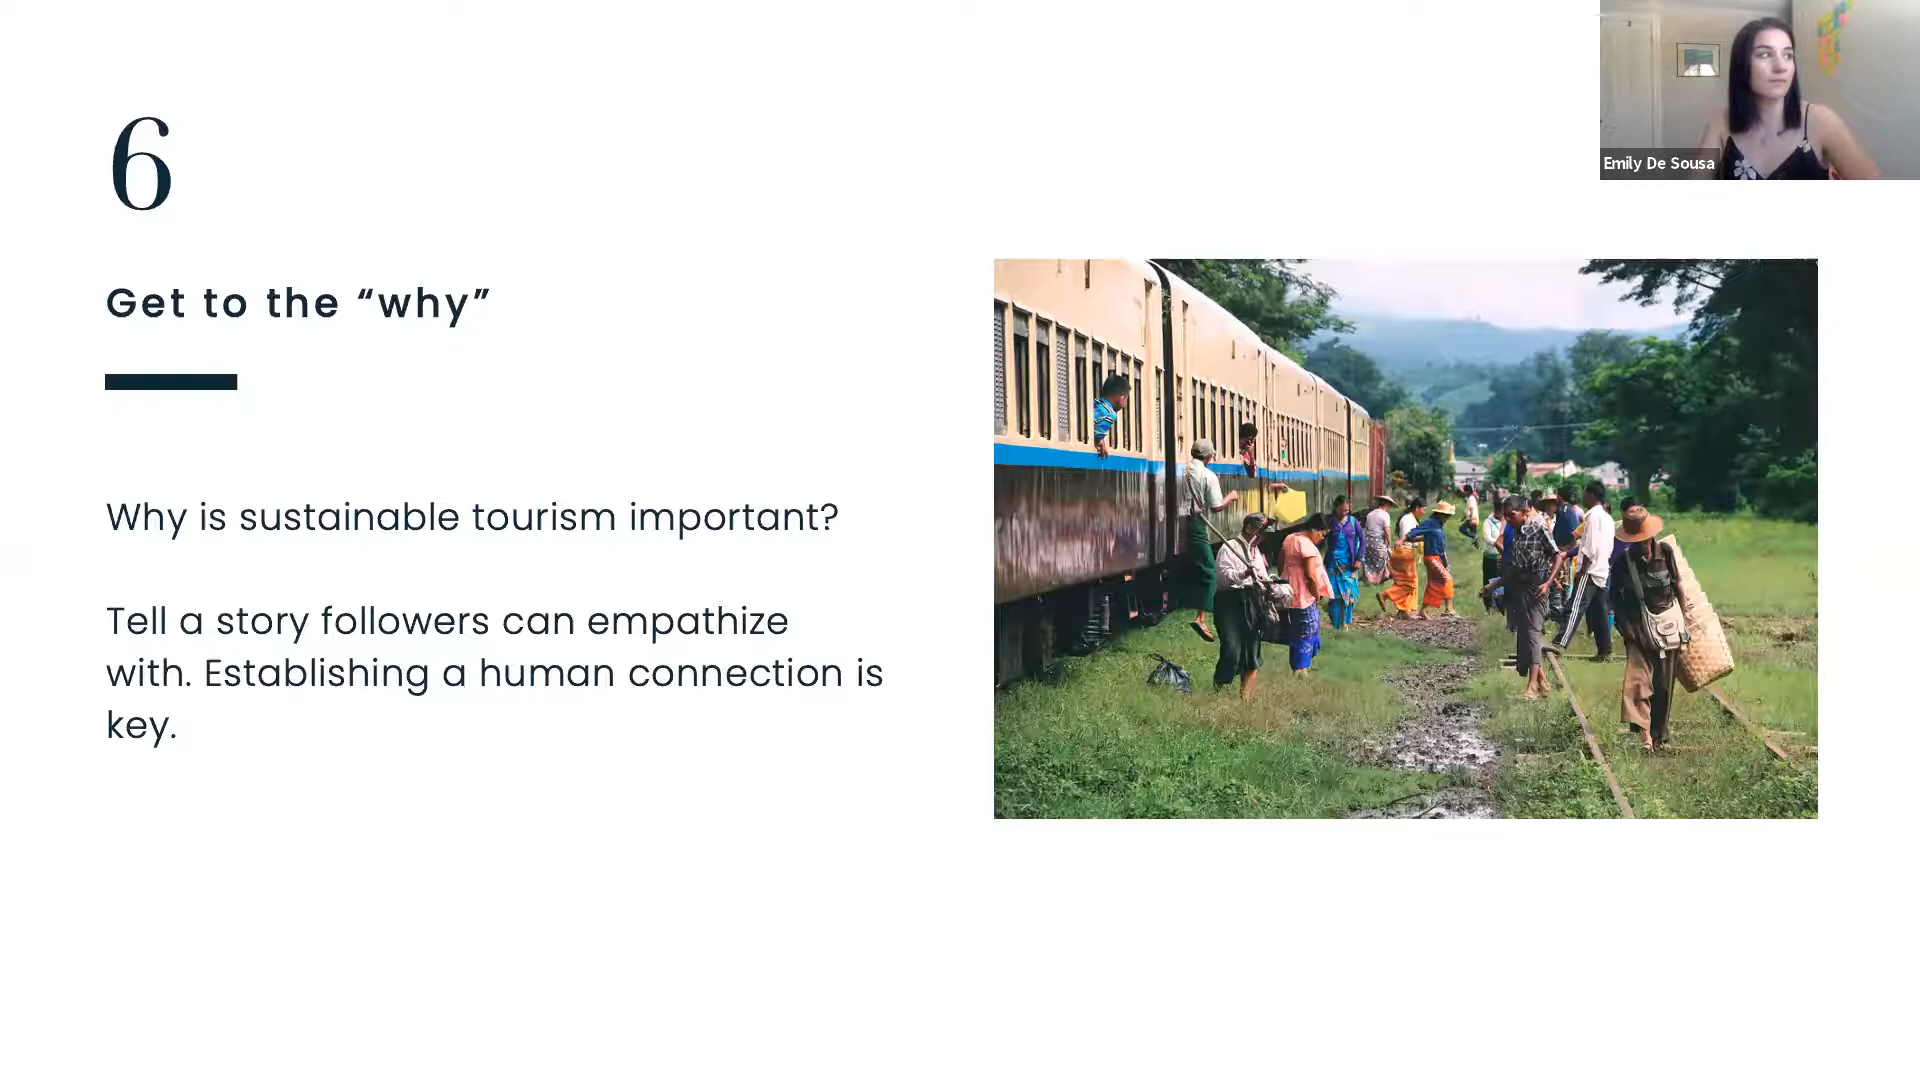 6
Get to the “why”
Why is sustainable tourism important?
Tell a story followers can empathize
with. Establishing a human connection is
key.
Emily De Sousa